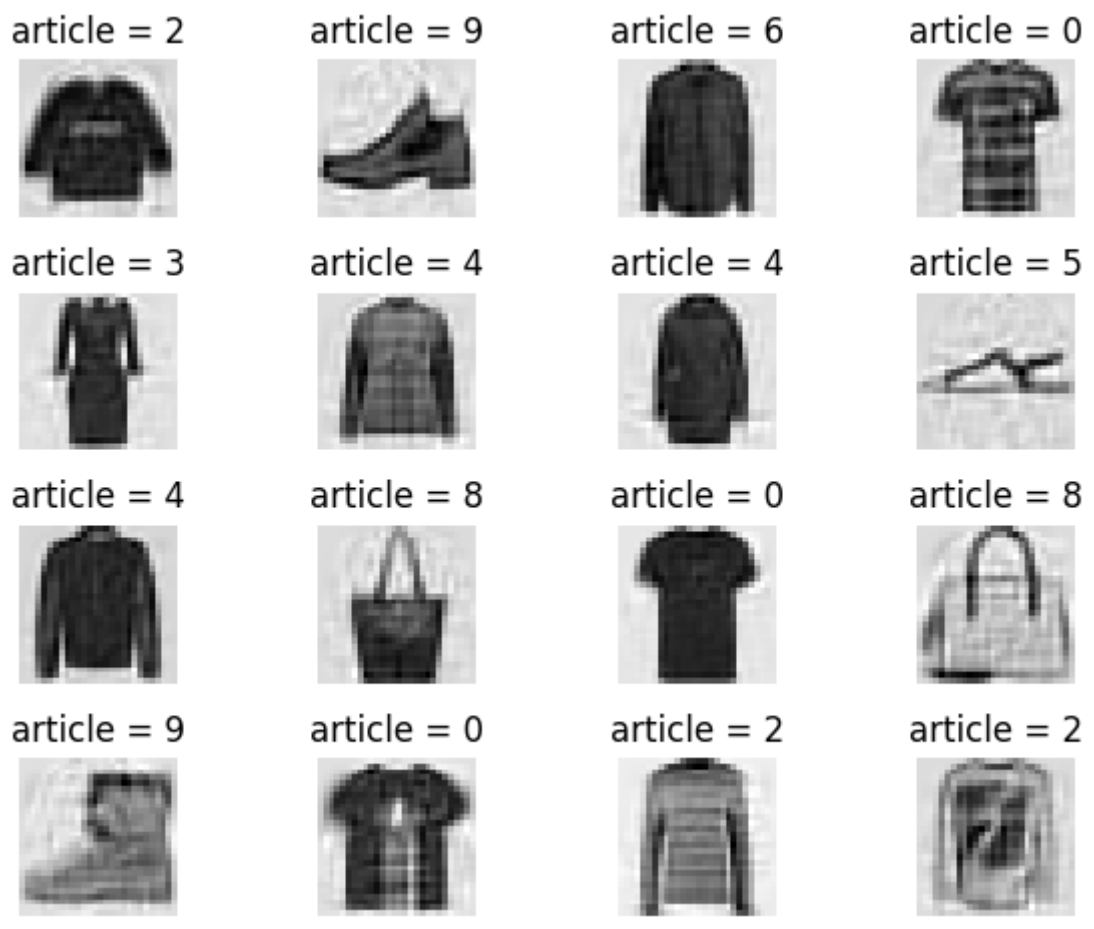 article = 2 article = 9 article = 6 article = 0
article = 3 article = 4 article = 4 article = 5
article = 4 article = 8 article = 0 article = 8
article = 9 article = 0 article = 2 article = 2